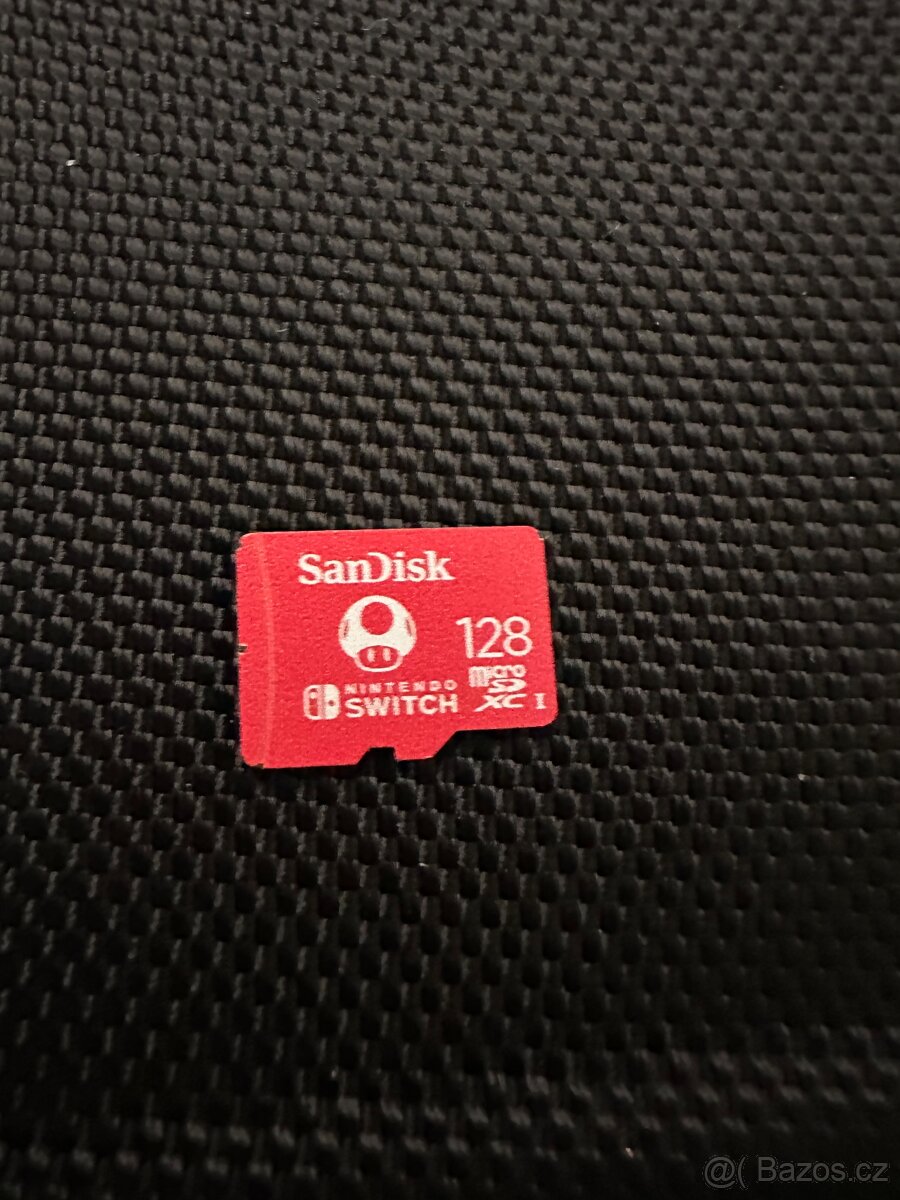 SanDisk
128
micro
SD
XC I
NINTENDO
SWITCH
@( Bazos.cz